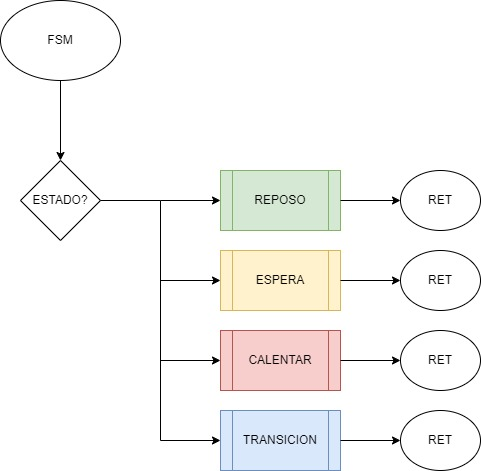 FSM
ESTADO?
REPOSO
RET
ESPERA
RET
CALENTAR
RET
TRANSICION
RET